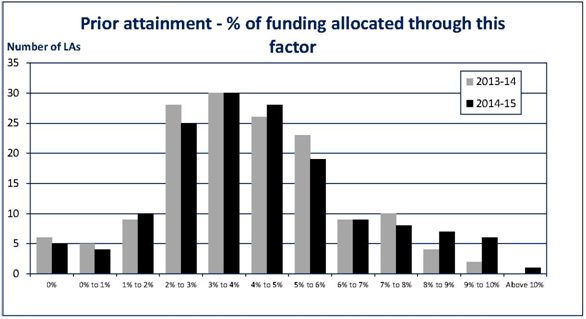 Prior attainment - % of funding allocated through this
factor
Number of LAs
35
30
25
20
15
10
5
0
2013-14
2014-15
0% 0% to 1% 1% to 2% 2% to 3% 3% to 4% 4% to 5% 5% to 6% 6% to 7% 7% to 8% 8% to 9% 9% to 10% Above 10%